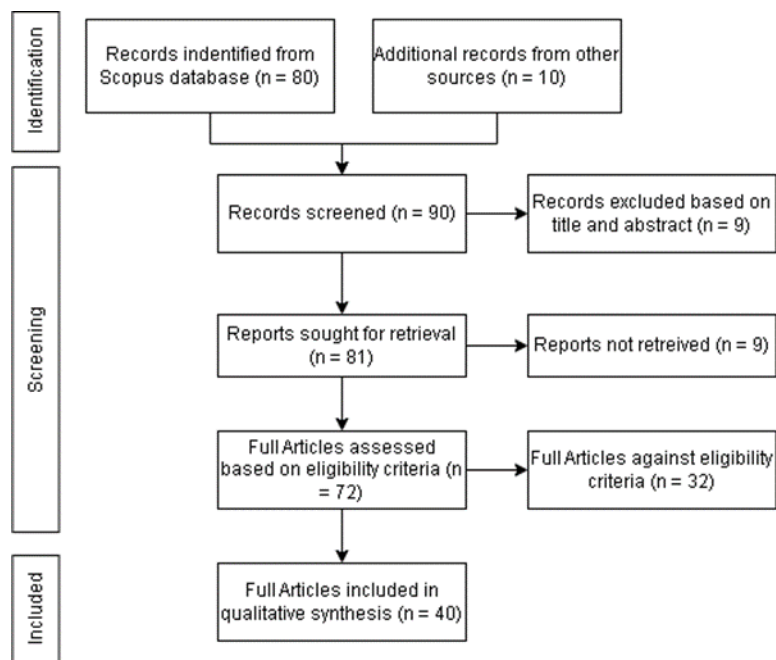 Identification
Records indentified from
Scopus database (n = 80)
Additional records from other
sources (n = 10)
Screening
Records screened (n = 90)
Records excluded based on
title and abstract (n = 9)
Reports sought for retrieval
(n = 81)
Reports not retreived (n = 9)
Full Articles assessed
based on eligibility criteria (n
= 72)
Full Articles against eligibility
criteria (n = 32)
Included
Full Articles included in
qualitative synthesis (n = 40)